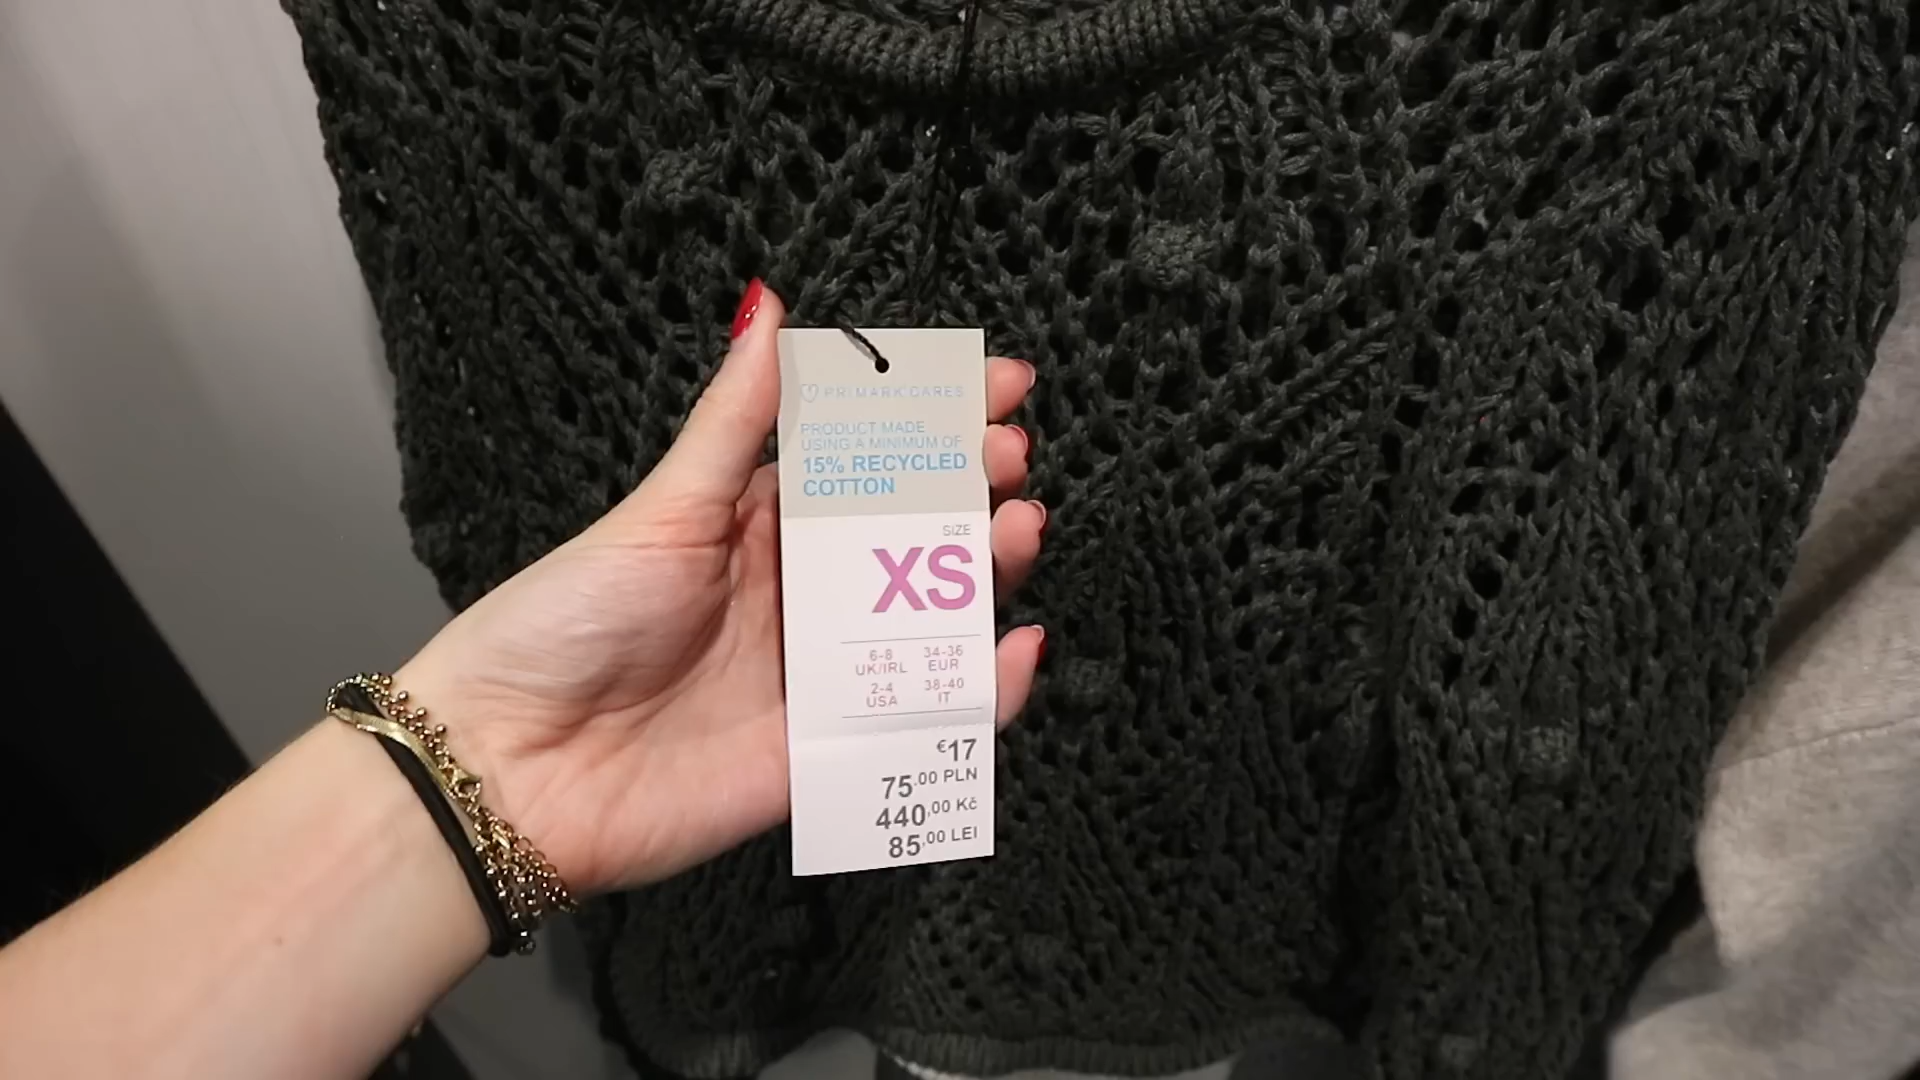 PRIMARK CARES
PRODUCT MADE
USING A MINIMUM OF
15% RECYCLED
COTTON
SIZE
XS
6-8 34-36
UK/IRL EUR
2-4 38-40
USA IT
€17
75.00 PLN
440,00 Kč
85,00 LEI